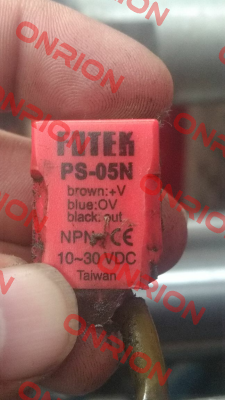 FOTEK
PS-05N
brown:+V
blue:OV
black:out
NPN CE
10~30 VDC
Taiwan
ONRION
ONRION
ONRION
ONRION
ONRION
ONRION